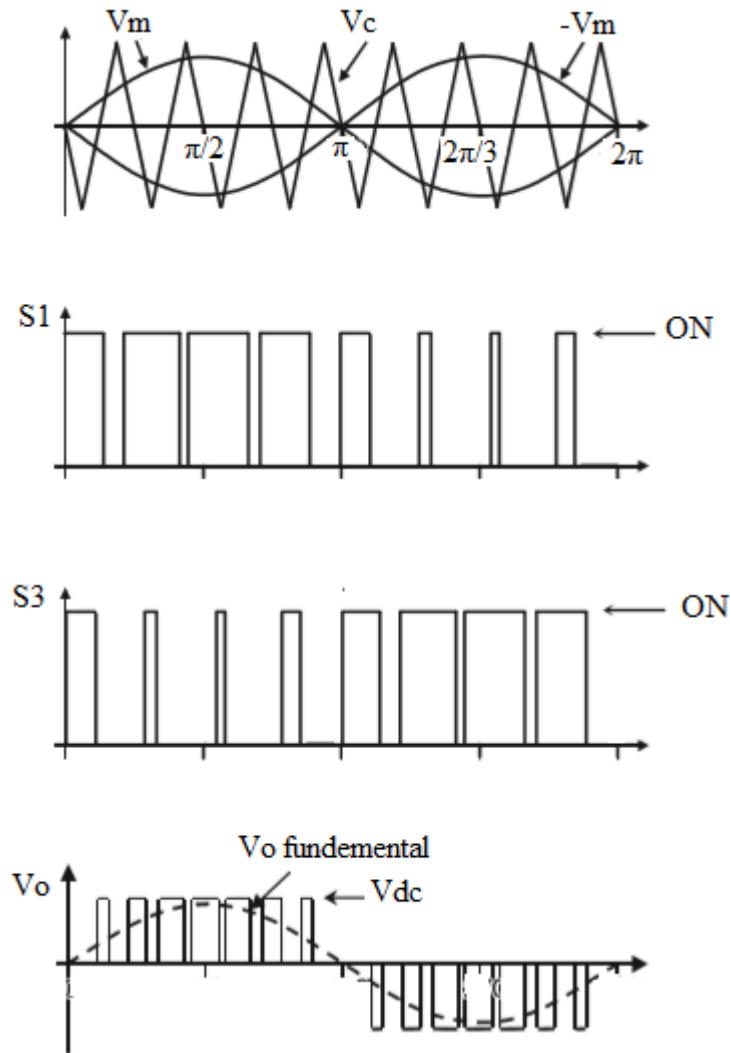 Vm Vc -Vm
π/2 π 2π/3 2π
S1 ON
S3 ON
Vo fundemental
Vo Vdc